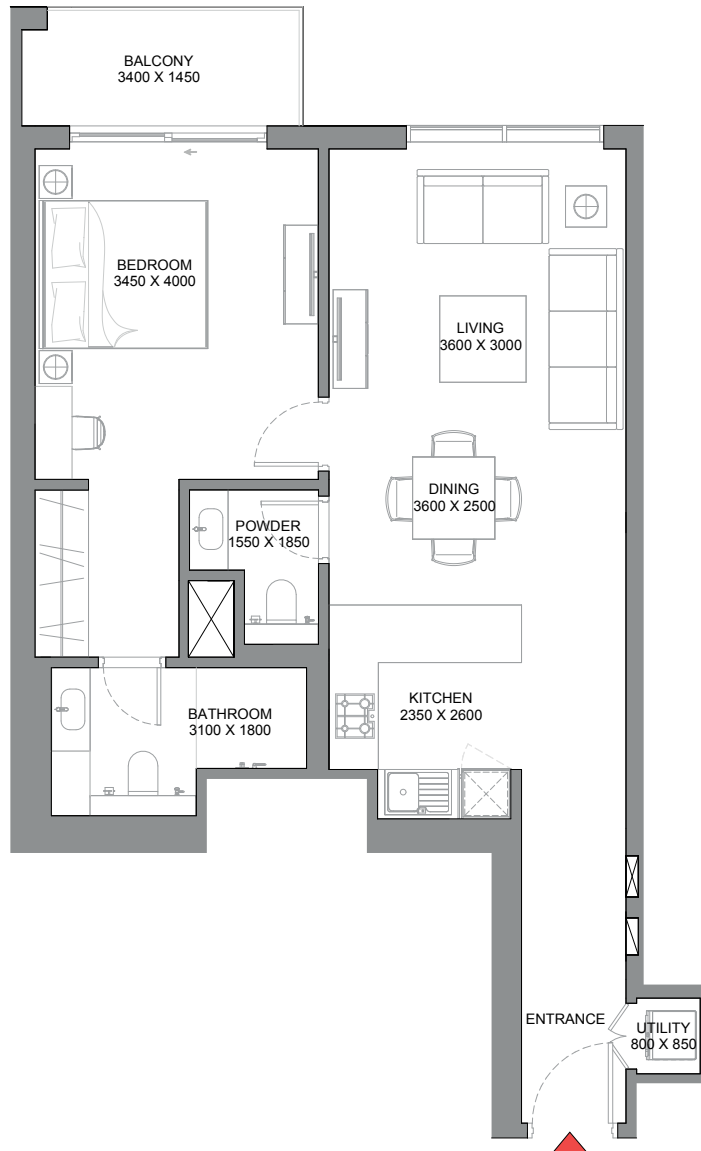 BALCONY
3400 X 1450
BEDROOM
3450 X 4000
LIVING
3600 X 3000
DINING
3600 X 2500
POWDER
1550 X 1850
KITCHEN
2350 X 2600
BATHROOM
3100 X 1800
ENTRANCE
UTILITY
800 X 850